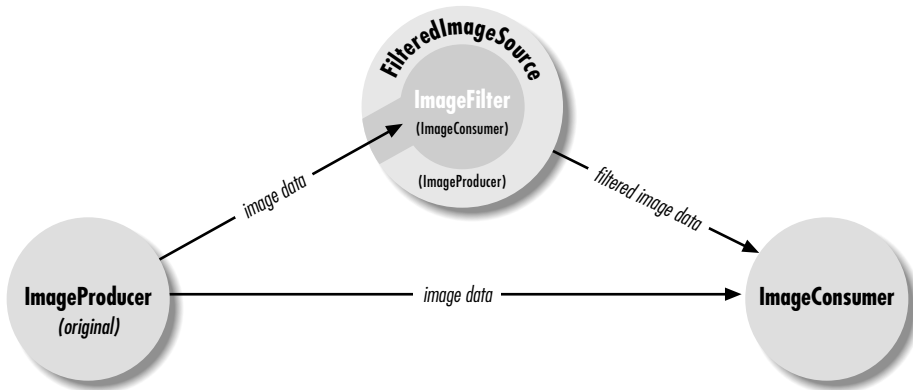 FilteredImageSource
ImageFilter
(ImageConsumer)
(ImageProducer)
image data
filtered image data
ImageProducer
(original)
image data
ImageConsumer